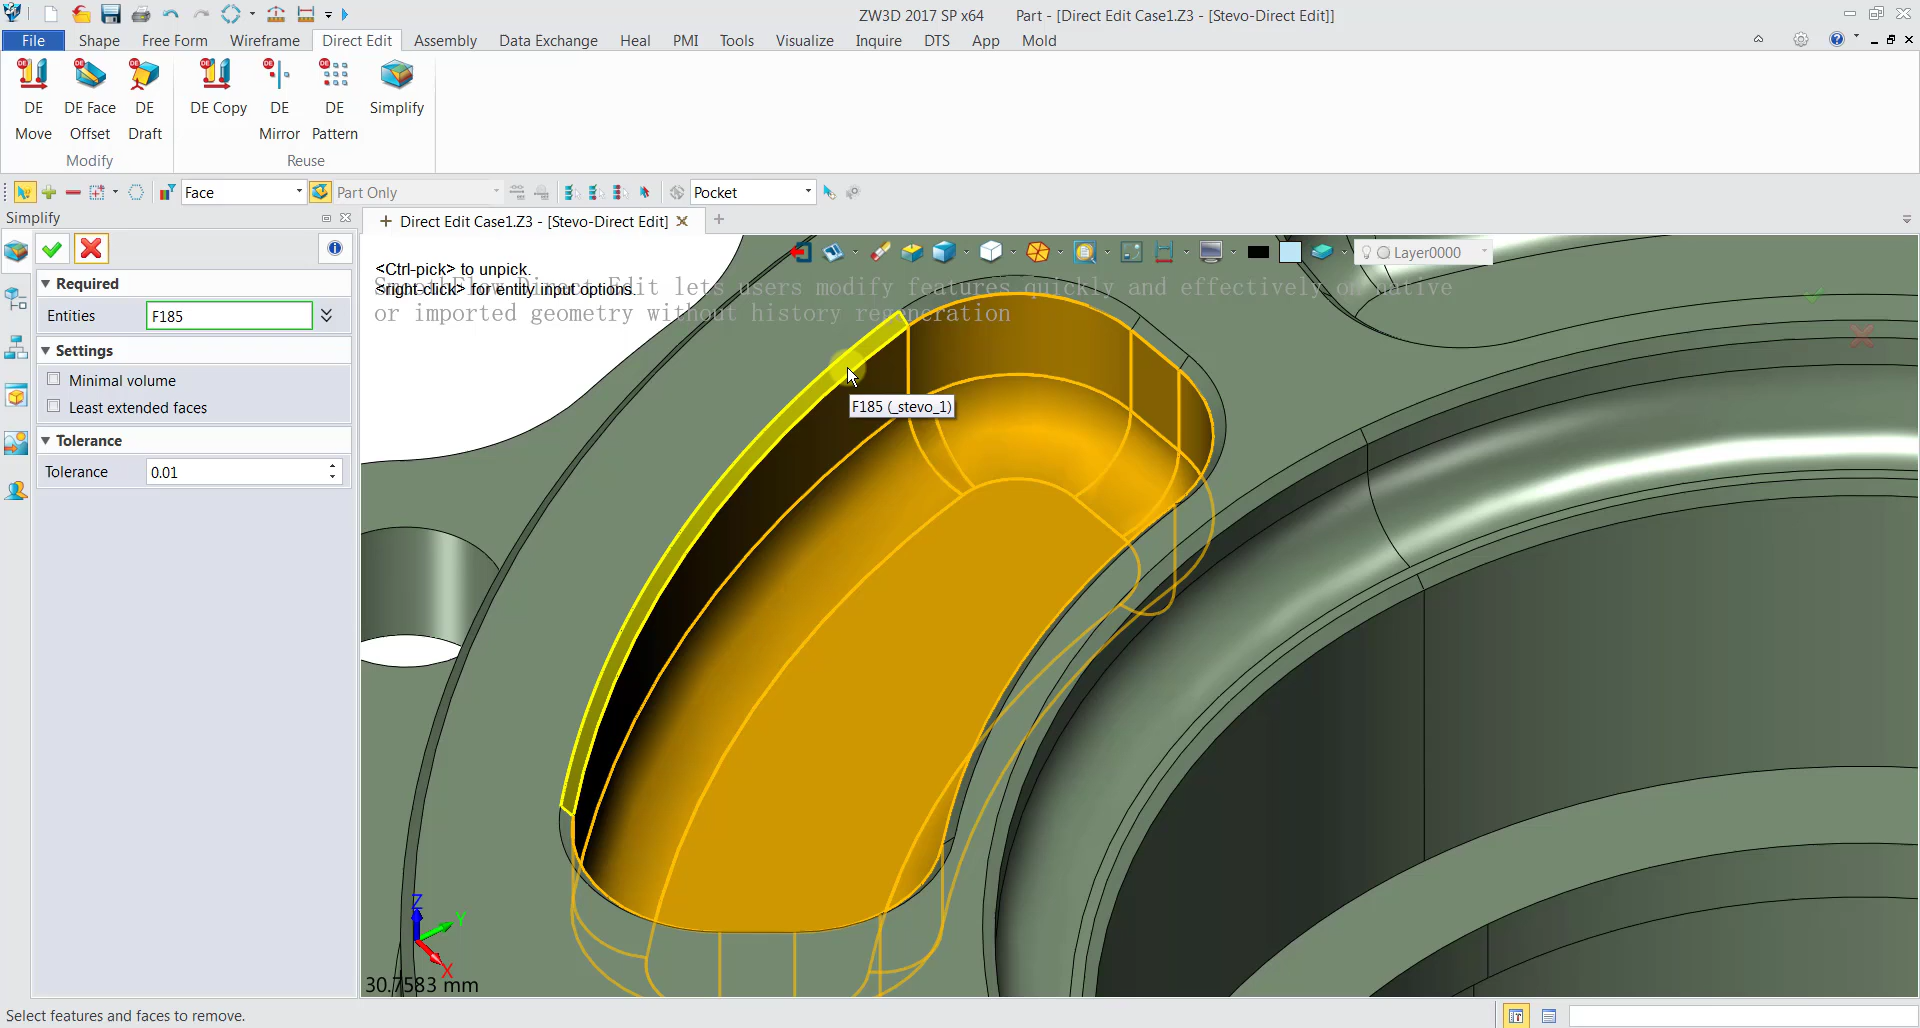 ZW3D 2017 SP x64 Part - [Direct Edit Case1.Z3 - [Stevo-Direct Edit]]
File Shape Free Form Wireframe Direct Edit Assembly Data Exchange Heal PMI Tools Visualize Inquire DTS App Mold
DE Move
DE Face Offset
DE Draft
DE Copy
DE Mirror
DE Pattern
Simplify
Modify
Reuse
Face
Part Only
Pocket
Simplify
Direct Edit Case1.Z3 - [Stevo-Direct Edit]
Required
Entities F185
Settings
Minimal volume
Least extended faces
Tolerance
Tolerance 0.01
Layer0000
<Ctrl-pick> to unpick.
<right-click> for entity input options.
SmoothFlow Direct Edit lets users modify features quickly and effectively on native
or imported geometry without history regeneration
F185 (_stevo_1)
Z
Y
X
30.7583 mm
Select features and faces to remove.